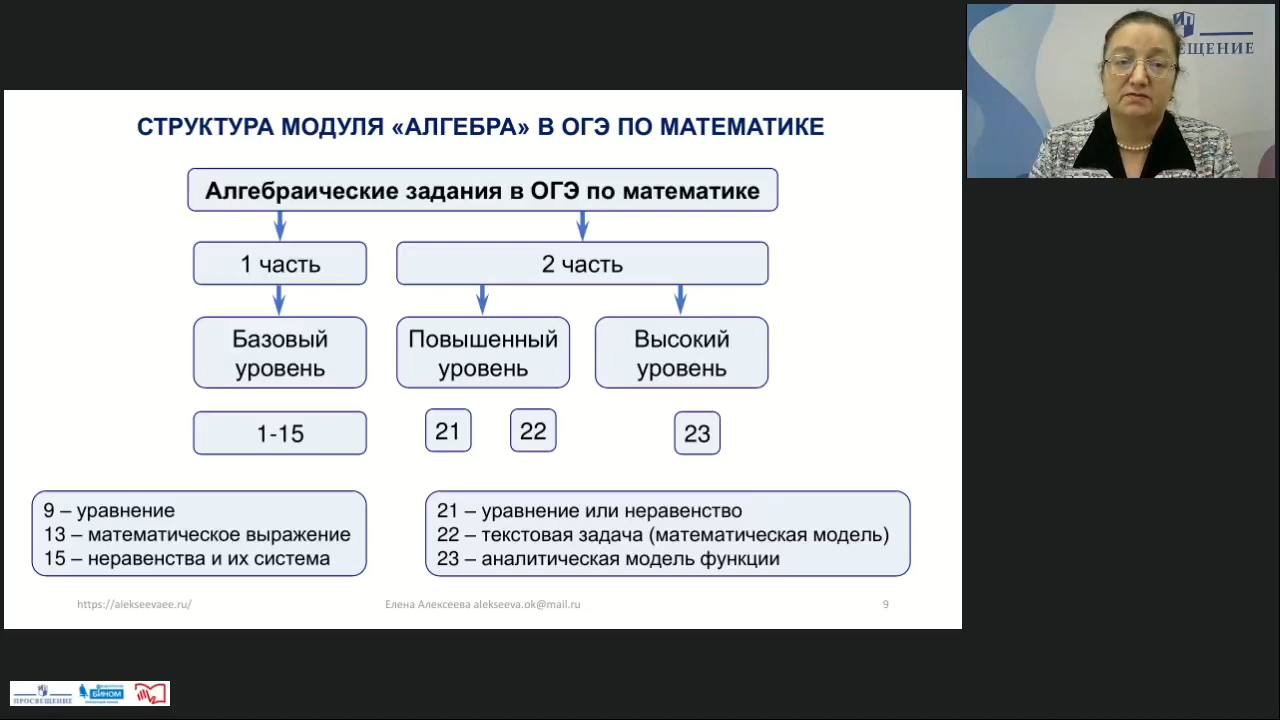 СТРУКТУРА МОДУЛЯ «АЛГЕБРА» В ОГЭ ПО МАТЕМАТИКЕ
Алгебраические задания в ОГЭ по математике
1 часть
2 часть
Базовый
уровень
Повышенный
уровень
Высокий
уровень
1-15
21
22
23
9 – уравнение
13 – математическое выражение
15 – неравенства и их система
21 – уравнение или неравенство
22 – текстовая задача (математическая модель)
23 – аналитическая модель функции
https://alekseevaee.ru/
Елена Алексеева alekseeva.ok@mail.ru
9
ПРОСВЕЩЕНИЕ
БИНОМ